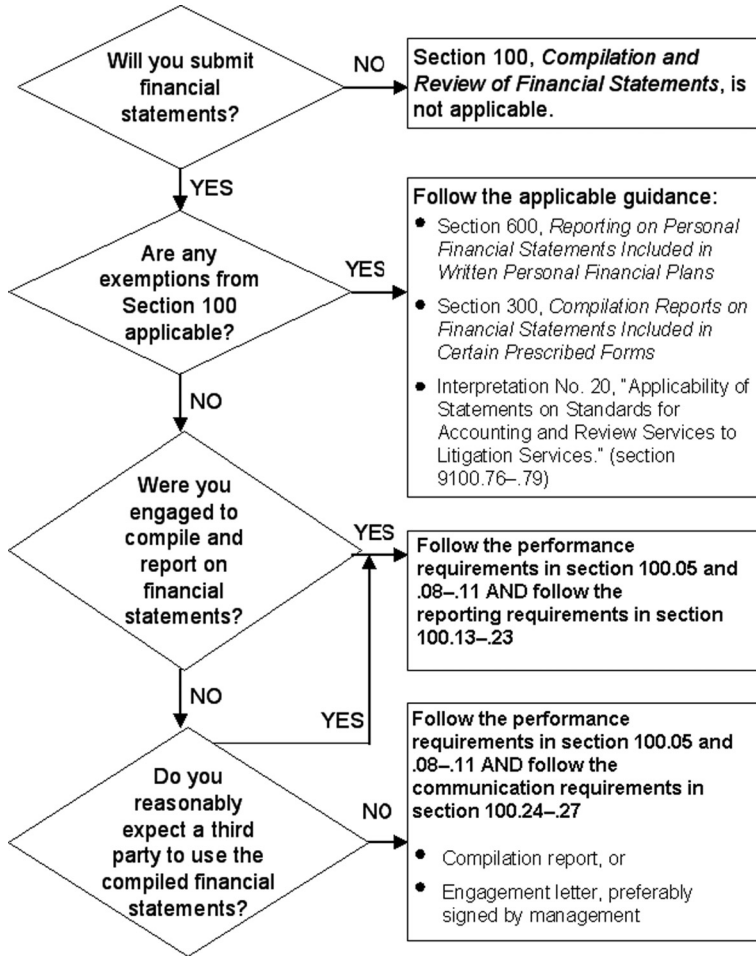 Will you submit
financial
statements?
NO
Section 100, Compilation and
Review of Financial Statements, is
not applicable.
YES
Are any
exemptions from
Section 100
applicable?
YES
Follow the applicable guidance:
• Section 600, Reporting on Personal
Financial Statements Included in
Written Personal Financial Plans
• Section 300, Compilation Reports on
Financial Statements Included in
Certain Prescribed Forms
• Interpretation No. 20, "Applicability of
Statements on Standards for
Accounting and Review Services to
Litigation Services." (section
9100.76–.79)
NO
Were you
engaged to
compile and
report on
financial
statements?
YES
Follow the performance
requirements in section 100.05 and
.08–.11 AND follow the
reporting requirements in section
100.13–.23
NO
YES
Do you
reasonably
expect a third
party to use the
compiled financial
statements?
NO
Follow the performance
requirements in section 100.05 and
.08–.11 AND follow the
communication requirements in
section 100.24–.27
• Compilation report, or
• Engagement letter, preferably
signed by management